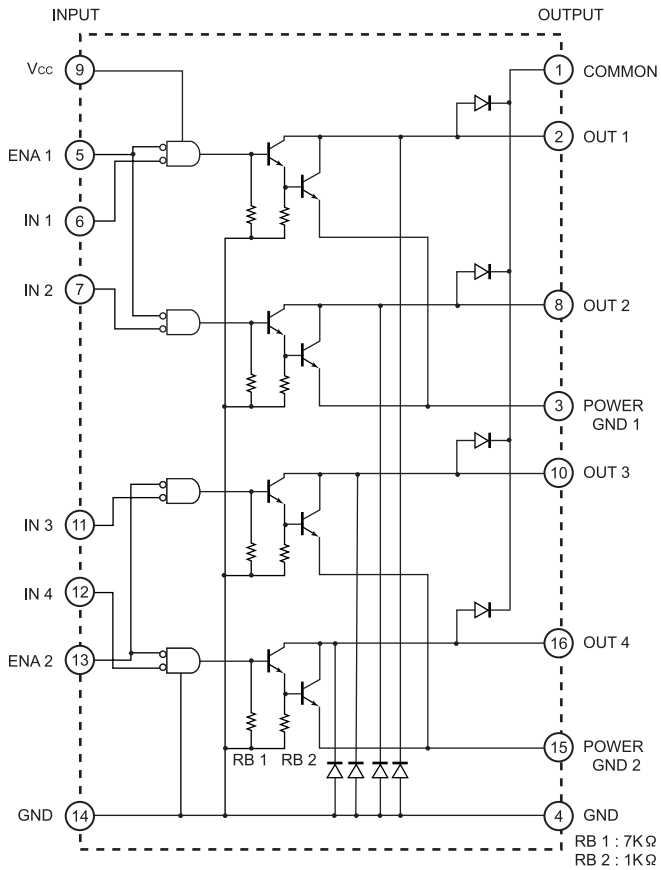 INPUT
OUTPUT
Vcc
9
1
COMMON
2
OUT 1
ENA 1
5
IN 1
6
IN 2
7
8
OUT 2
3
POWER
GND 1
10
OUT 3
IN 3
11
IN 4
12
16
OUT 4
ENA 2
13
15
POWER
GND 2
RB 1
RB 2
GND
14
4
GND
RB 1 : 7KΩ
RB 2 : 1KΩ